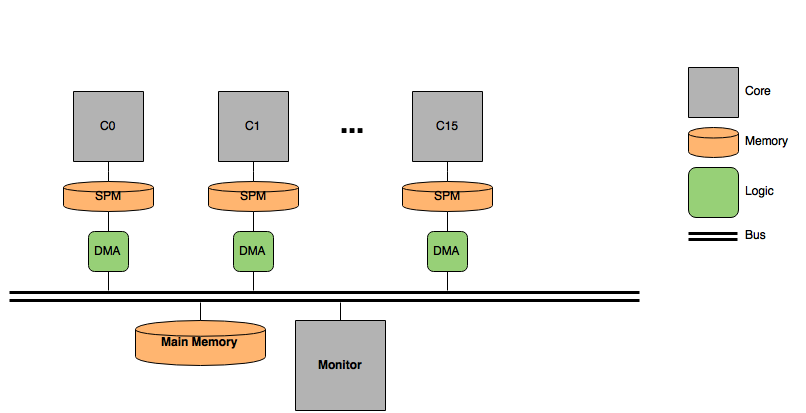 C0
C1
...
C15
SPM
SPM
SPM
DMA
DMA
DMA
Main Memory
Monitor
Core
Memory
Logic
Bus